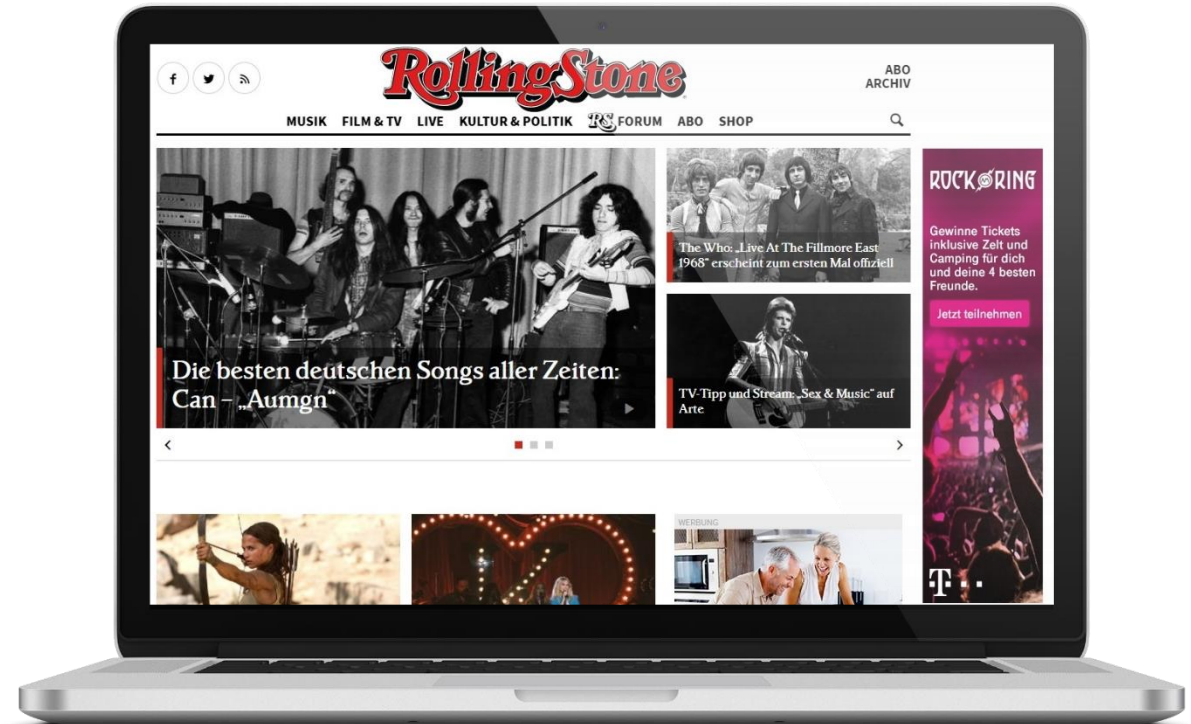 RollingStone
ABO
ARCHIV
MUSIK FILM & TV LIVE KULTUR & POLITIK RS FORUM ABO SHOP
Die besten deutschen Songs aller Zeiten:
Can – „Aumgn“
The Who: „Live At The Fillmore East
1968“ erscheint zum ersten Mal offiziell
TV-Tipp und Stream: „Sex & Music“ auf
Arte
ROCK RING
Gewinne Tickets
inklusive Zelt und
Camping für dich
und deine 4 besten
Freunde.
Jetzt teilnehmen
T
WERBUNG